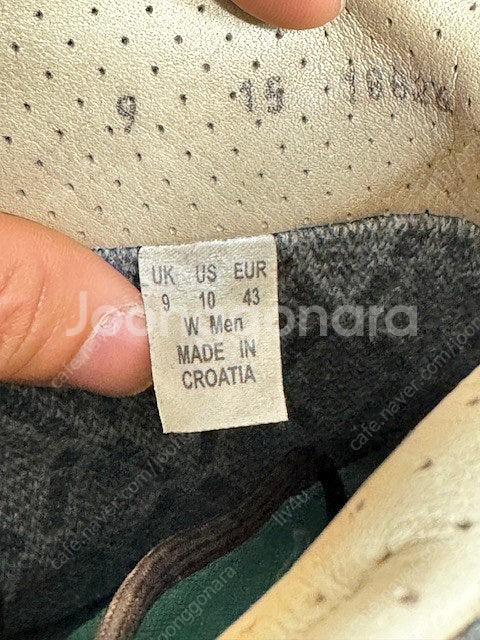 9 15
UK US EUR
9 10 43
W Men
MADE IN
CROATIA
Joonggonara
cafe.naver.com/joonggonara